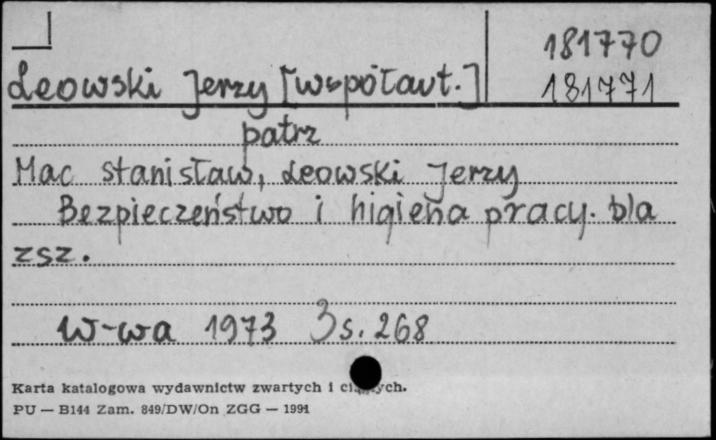 181770
Leowski Jerzy [współaut.] 181771
patrz
Mac Stanisław, Leowski Jerzy
Bezpieczeństwo i higiena pracy. Dla
zsz.
W-wa 1973 s. 268
Karta katalogowa wydawnictw zwartych i ciągłych.
PU — B144 Zam. 849/DW/On ZGG — 1991